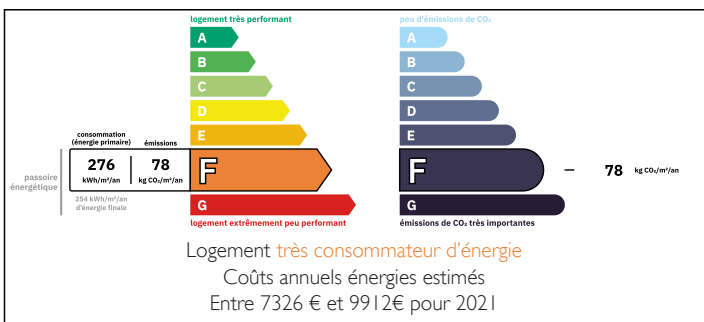 logement très performant
A
B
C
D
E
consommation
(énergie primaire)
émissions
276
kWh/m²/an
78
kg CO₂/m²/an
F
passoire
énergétique
254 kWh/m²/an
d'énergie finale
G
logement extrêmement peu performant
peu d'émissions de CO₂
A
B
C
D
E
F
78 kg CO₂/m²/an
G
émissions de CO₂ très importantes
Logement très consommateur d'énergie
Coûts annuels énergies estimés
Entre 7326 € et 9912€ pour 2021